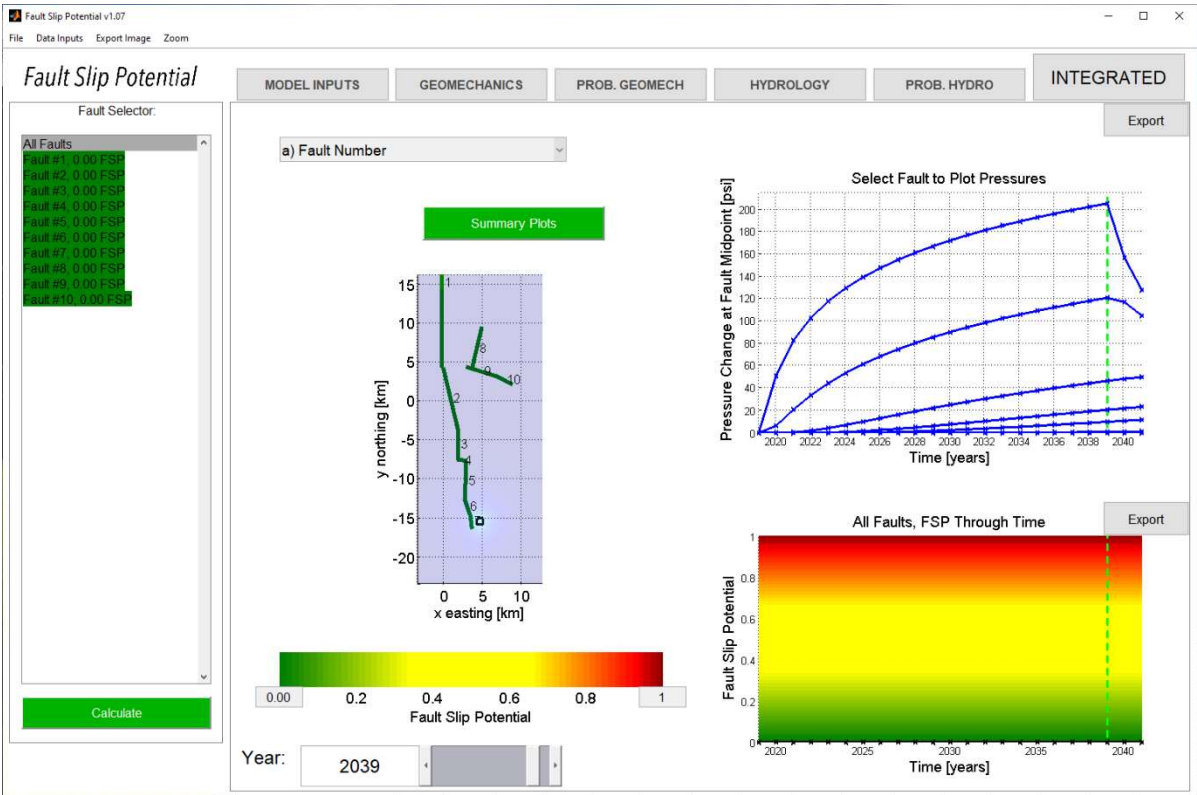 Fault Slip Potential v1.07
File Data Inputs Export Image Zoom
Fault Slip Potential
MODEL INPUTS
GEOMECHANICS
PROB. GEOMECH
HYDROLOGY
PROB. HYDRO
INTEGRATED
Fault Selector:
All Faults
Fault #1, 0.00 FSP
Fault #2, 0.00 FSP
Fault #3, 0.00 FSP
Fault #4, 0.00 FSP
Fault #5, 0.00 FSP
Fault #6, 0.00 FSP
Fault #7, 0.00 FSP
Fault #8, 0.00 FSP
Fault #9, 0.00 FSP
Fault #10, 0.00 FSP
Calculate
Export
a) Fault Number
Summary Plots
15
10
5
0
-5
-10
-15
-20
y northing [km]
1
8
9
10
2
3
4
5
6
0 5 10
x easting [km]
0.00 0.2 0.4 0.6 0.8 1
Fault Slip Potential
Year: 2039
Select Fault to Plot Pressures
Pressure Change at Fault Midpoint [psi]
200
180
160
140
120
100
80
60
40
20
0
2020 2022 2024 2026 2028 2030 2032 2034 2036 2038 2040
Time [years]
Export
All Faults, FSP Through Time
Fault Slip Potential
1
0.8
0.6
0.4
0.2
0
2020 2025 2030 2035 2040
Time [years]